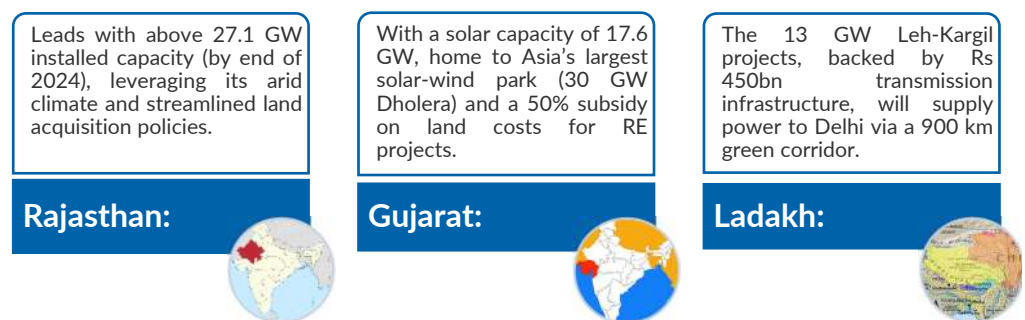 Leads with above 27.1 GW
installed capacity (by end of
2024), leveraging its arid
climate and streamlined land
acquisition policies.
Rajasthan:
With a solar capacity of 17.6
GW, home to Asia's largest
solar-wind park (30 GW
Dholera) and a 50% subsidy
on land costs for RE
projects.
Gujarat:
The 13 GW Leh-Kargil
projects, backed by Rs
450bn transmission
infrastructure, will supply
power to Delhi via a 900 km
green corridor.
Ladakh: